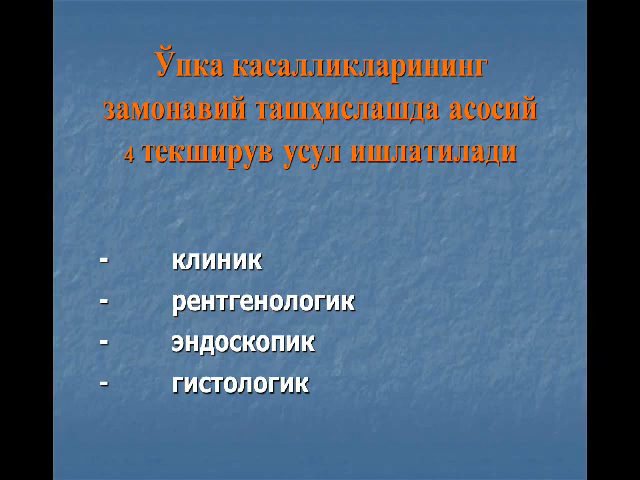 Ўпка касалликларининг
замонавий ташҳислашда асосий
4 текширув усул ишлатилади
- клиник
- рентгенологик
- эндоскопик
- гистологик